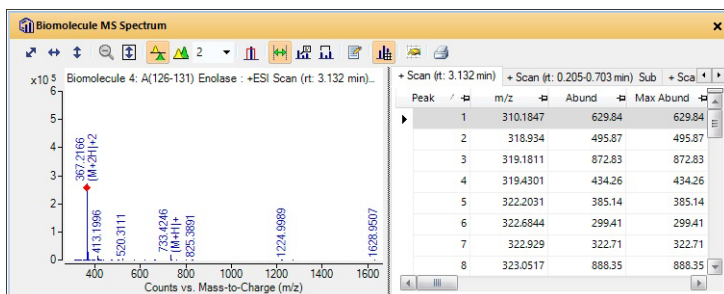 Biomolecule MS Spectrum
2
x10 5 Biomolecule 4: A(126-131) Enolase : +ESI Scan (rt: 3.132 min)...
6
5
4
3
2
1
0
367.2166
(M+2H)+2
413.1996
520.3111
733.4246
(M+H)+
825.3891
1224.9989
1628.9507
400 600 800 1000 1200 1400 1600
Counts vs. Mass-to-Charge (m/z)
+ Scan (rt: 3.132 min) + Scan (rt: 0.205-0.703 min) Sub + Sca
Peak m/z Abund Max Abund
1 310.1847 629.84 629.84
2 318.934 495.87 495.87
3 319.1811 872.83 872.83
4 319.4301 434.26 434.26
5 322.2031 385.14 385.14
6 322.6844 299.41 299.41
7 322.929 322.71 322.71
8 323.0517 888.35 888.35